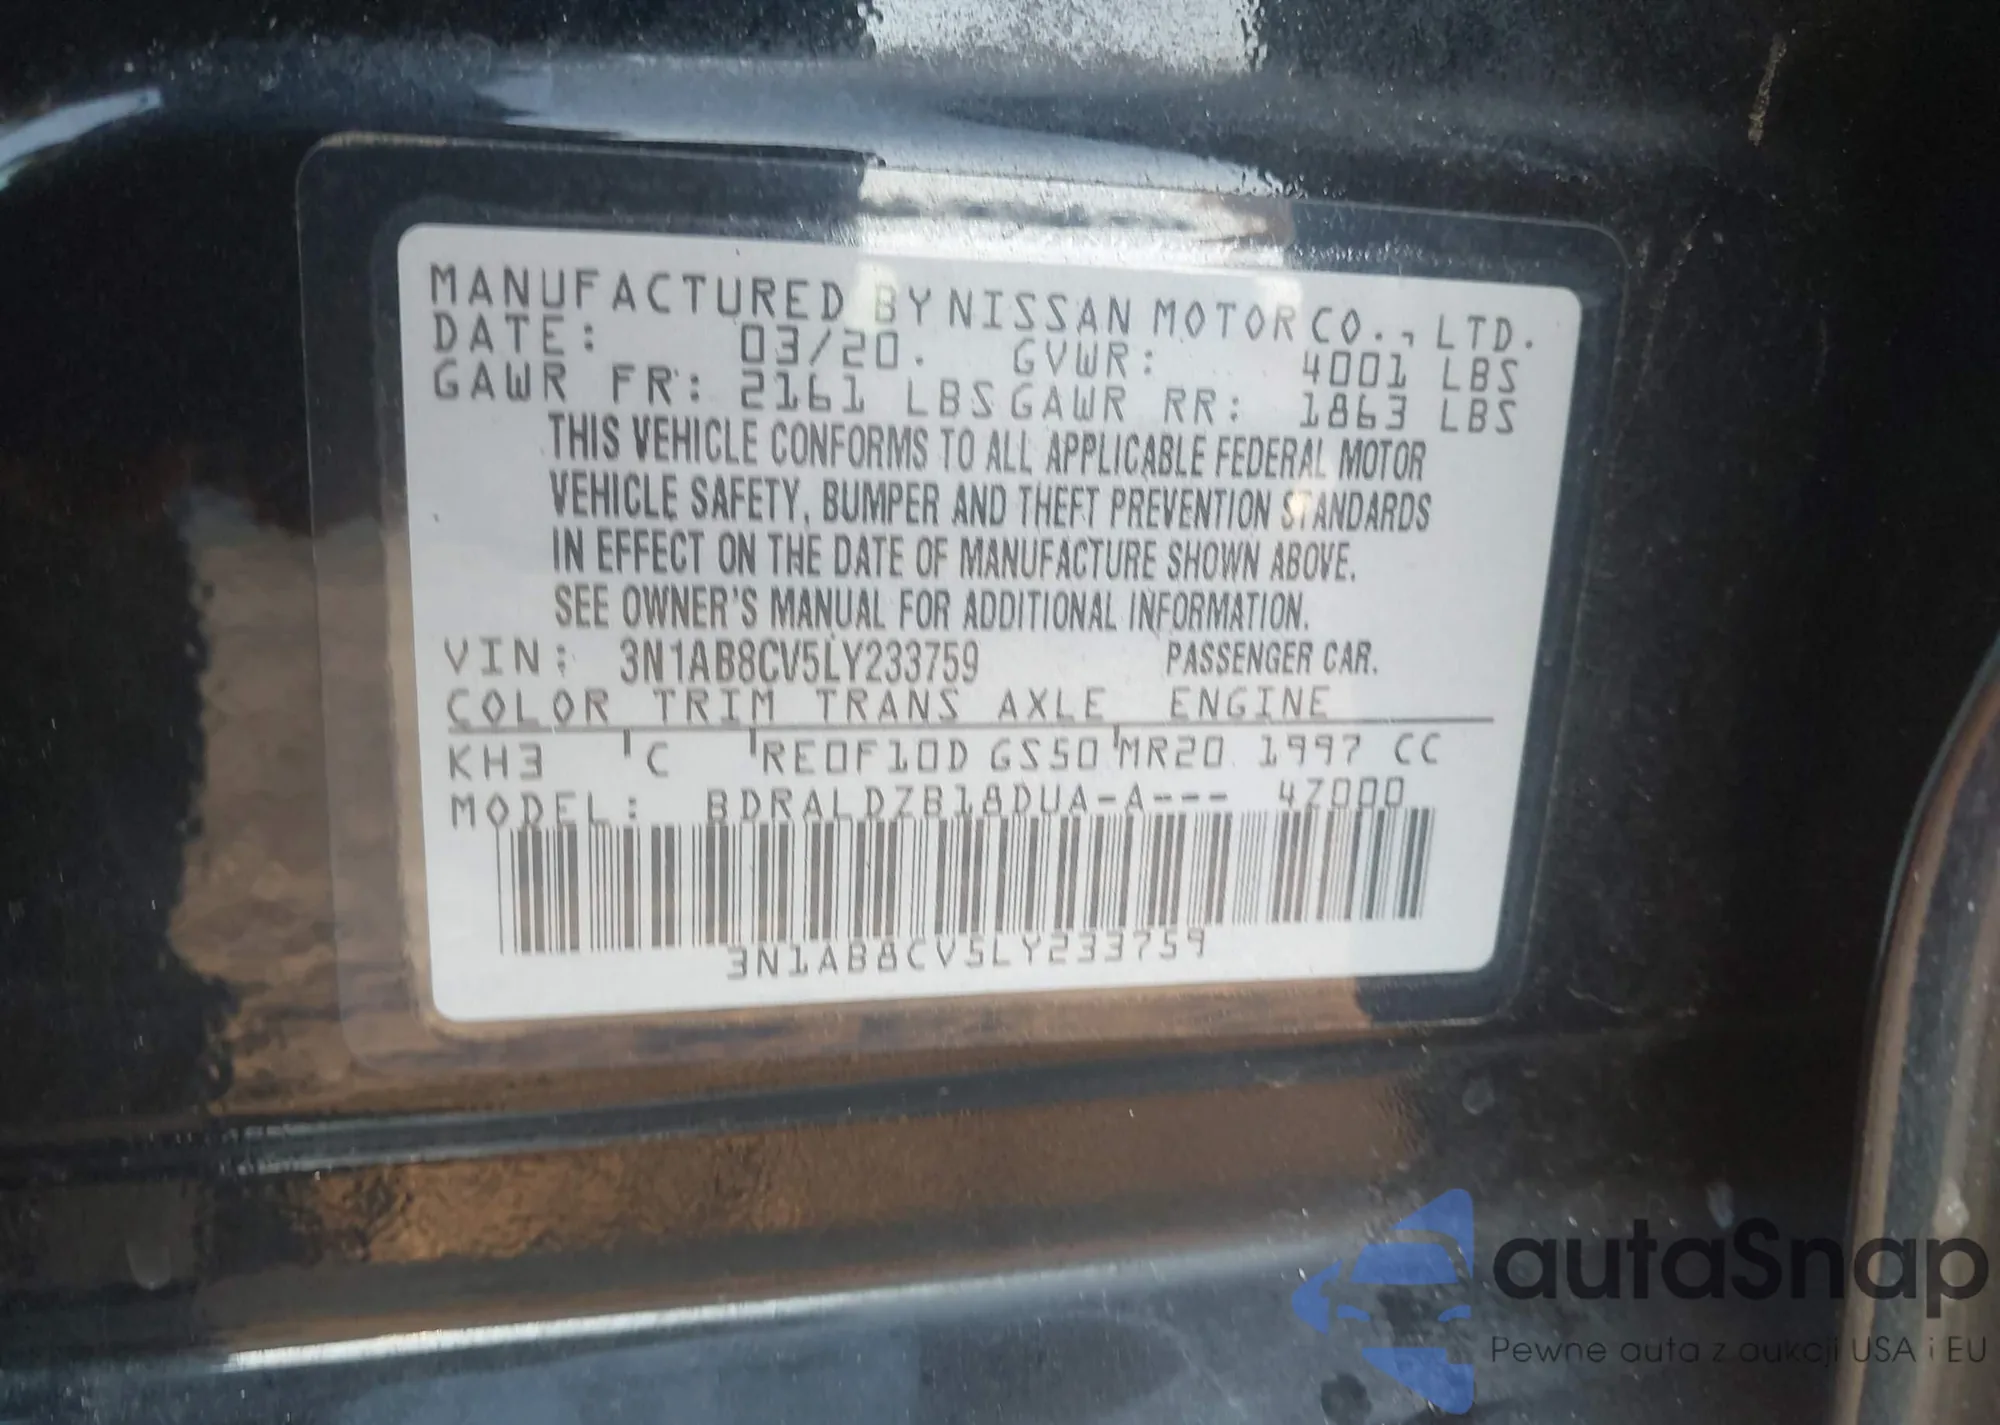 MANUFACTURED BY NISSAN MOTOR CO., LTD.
DATE: 03/20. GVWR: 4001 LBS
GAWR FR: 2161 LBS GAWR RR: 1863 LBS
THIS VEHICLE CONFORMS TO ALL APPLICABLE FEDERAL MOTOR
VEHICLE SAFETY, BUMPER AND THEFT PREVENTION STANDARDS
IN EFFECT ON THE DATE OF MANUFACTURE SHOWN ABOVE.
SEE OWNER'S MANUAL FOR ADDITIONAL INFORMATION.
VIN: 3N1AB8CV5LY233759 PASSENGER CAR.
COLOR TRIM TRANS AXLE ENGINE
KH3 C RE0F10D GS50 MR20 1997 CC
MODEL: BDRALDZB18DUA-A--- 4Z000
3N1AB8CV5LY233759
autaSnap
Pewne auta z aukcji USA i EU